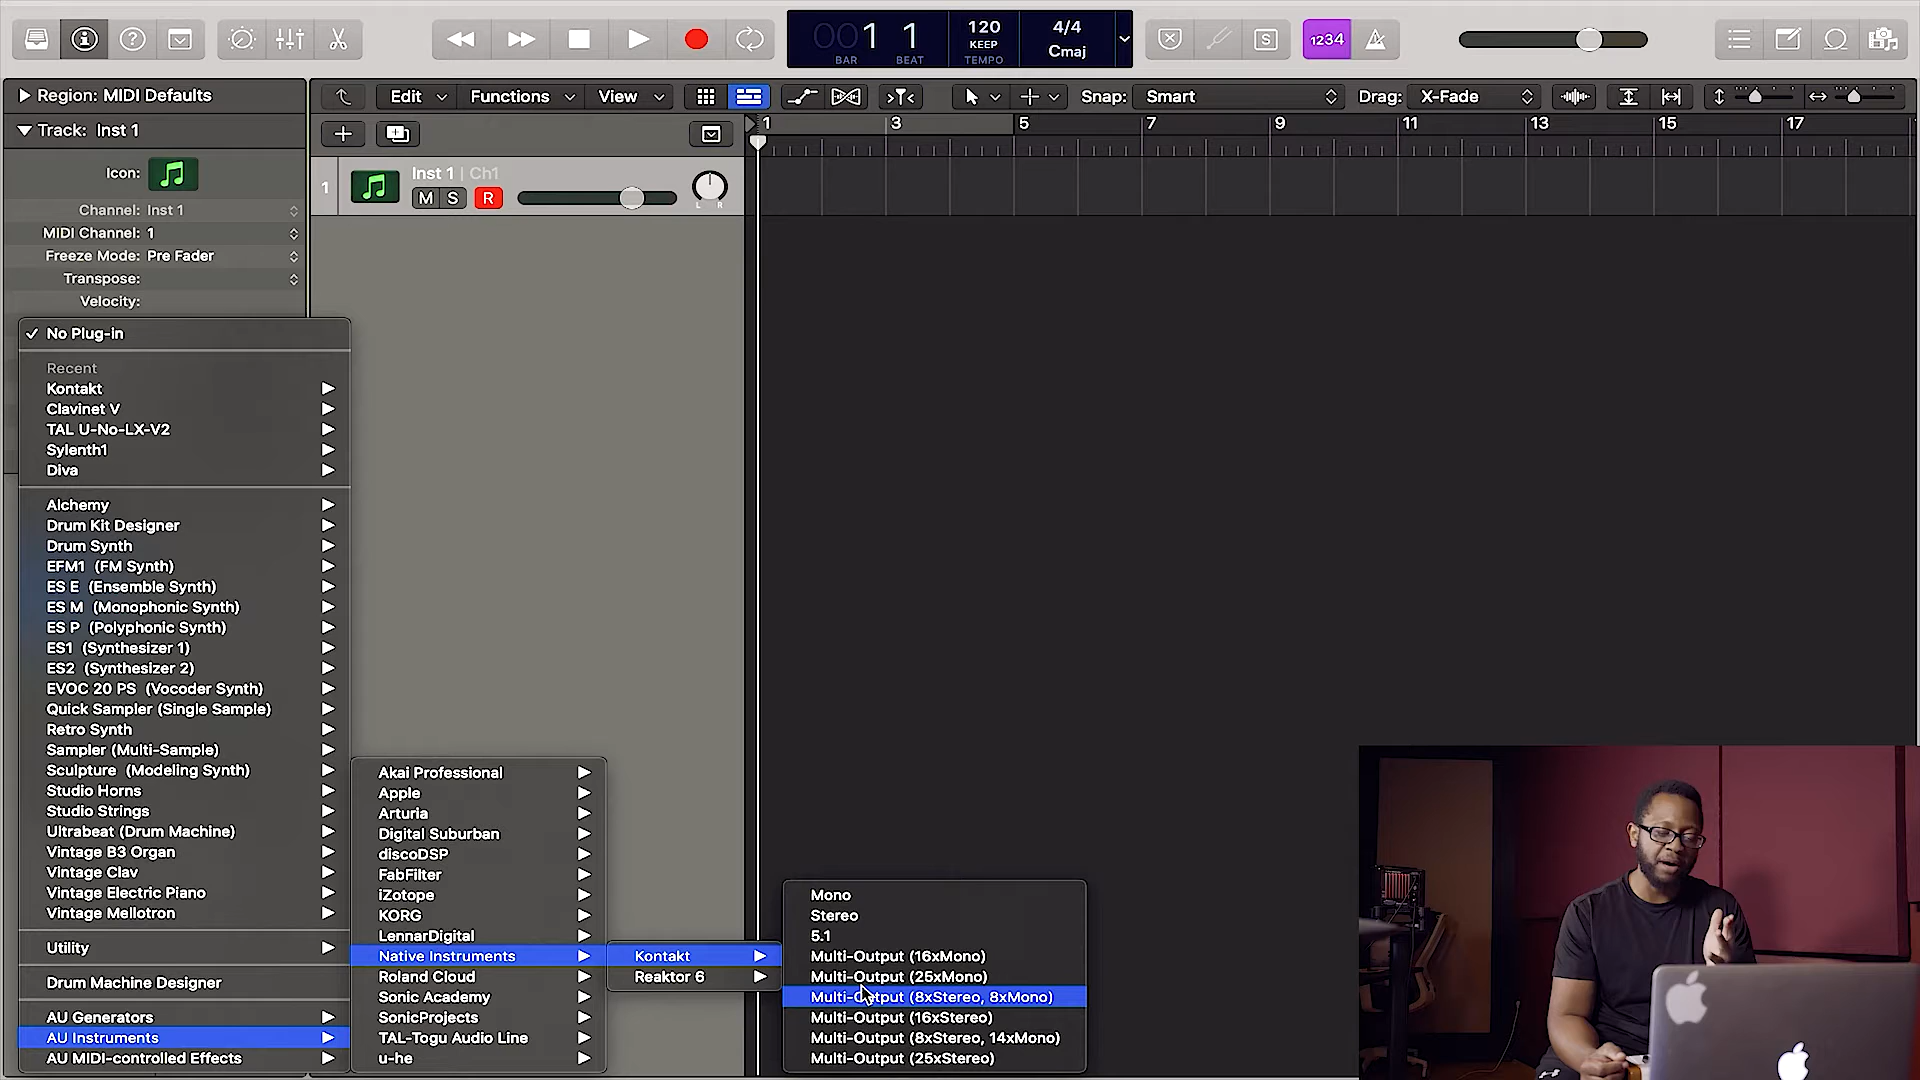 001 1
BAR BEAT
120
KEEP
TEMPO
4/4
Cmaj
S
1234
Region: MIDI Defaults
Edit
Functions
View
Snap: Smart
Drag: X-Fade
Track: Inst 1
1 3 5 7 9 11 13 15 17
Icon:
1
Inst 1 | Ch1
M S R
L R
Channel: Inst 1
MIDI Channel: 1
Freeze Mode: Pre Fader
Transpose:
Velocity:
No Plug-in
Recent
Kontakt
Clavinet V
TAL U-No-LX-V2
Sylenth1
Diva
Alchemy
Drum Kit Designer
Drum Synth
EFM1 (FM Synth)
ES E (Ensemble Synth)
ES M (Monophonic Synth)
ES P (Polyphonic Synth)
ES1 (Synthesizer 1)
ES2 (Synthesizer 2)
EVOC 20 PS (Vocoder Synth)
Quick Sampler (Single Sample)
Retro Synth
Sampler (Multi-Sample)
Sculpture (Modeling Synth)
Studio Horns
Studio Strings
Ultrabeat (Drum Machine)
Vintage B3 Organ
Vintage Clav
Vintage Electric Piano
Vintage Mellotron
Utility
Drum Machine Designer
AU Generators
AU Instruments
AU MIDI-controlled Effects
Akai Professional
Apple
Arturia
Digital Suburban
discoDSP
FabFilter
iZotope
KORG
LennarDigital
Native Instruments
Roland Cloud
Sonic Academy
SonicProjects
TAL-Togu Audio Line
u-he
Kontakt
Reaktor 6
Mono
Stereo
5.1
Multi-Output (16xMono)
Multi-Output (25xMono)
Multi-Output (8xStereo, 8xMono)
Multi-Output (16xStereo)
Multi-Output (8xStereo, 14xMono)
Multi-Output (25xStereo)